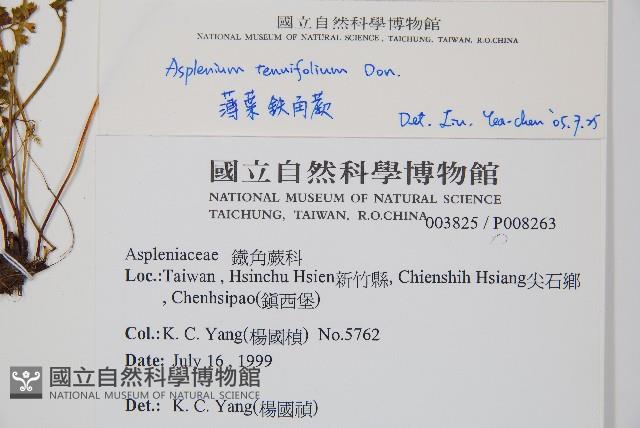 國立自然科學博物館
NATIONAL MUSEUM OF NATURAL SCIENCE, TAICHUNG, TAIWAN, R.O.CHINA
Asplenium tenuifolium Don.
薄葉鉄角蕨
Det. Liu. Yea-chen '05.7.25
國立自然科學博物館
NATIONAL MUSEUM OF NATURAL SCIENCE
TAICHUNG, TAIWAN, R.O.CHINA
003825 / P008263
Aspleniaceae 鐵角蕨科
Loc.:Taiwan , Hsinchu Hsien新竹縣, Chienshih Hsiang尖石鄉
, Chenhsipao(鎭西堡)
Col.:K. C. Yang(楊國楨) No.5762
Date: July 16 , 1999
國立自然科學博物館
NATIONAL MUSEUM OF NATURAL SCIENCE
Det.: K. C. Yang(楊國禎)